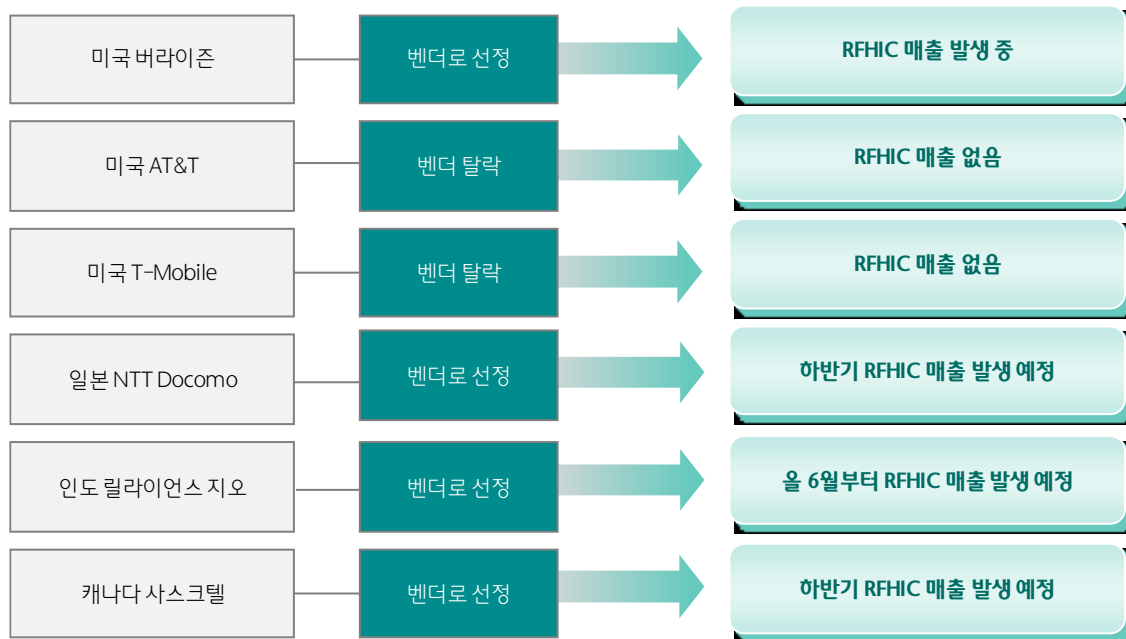 미국 버라이즌
벤더로 선정
RFHIC 매출 발생 중
미국 AT&T
벤더 탈락
RFHIC 매출 없음
미국 T-Mobile
벤더 탈락
RFHIC 매출 없음
일본 NTT Docomo
벤더로 선정
하반기 RFHIC 매출 발생 예정
인도 릴라이언스 지오
벤더로 선정
올 6월부터 RFHIC 매출 발생 예정
캐나다 사스크텔
벤더로 선정
하반기 RFHIC 매출 발생 예정